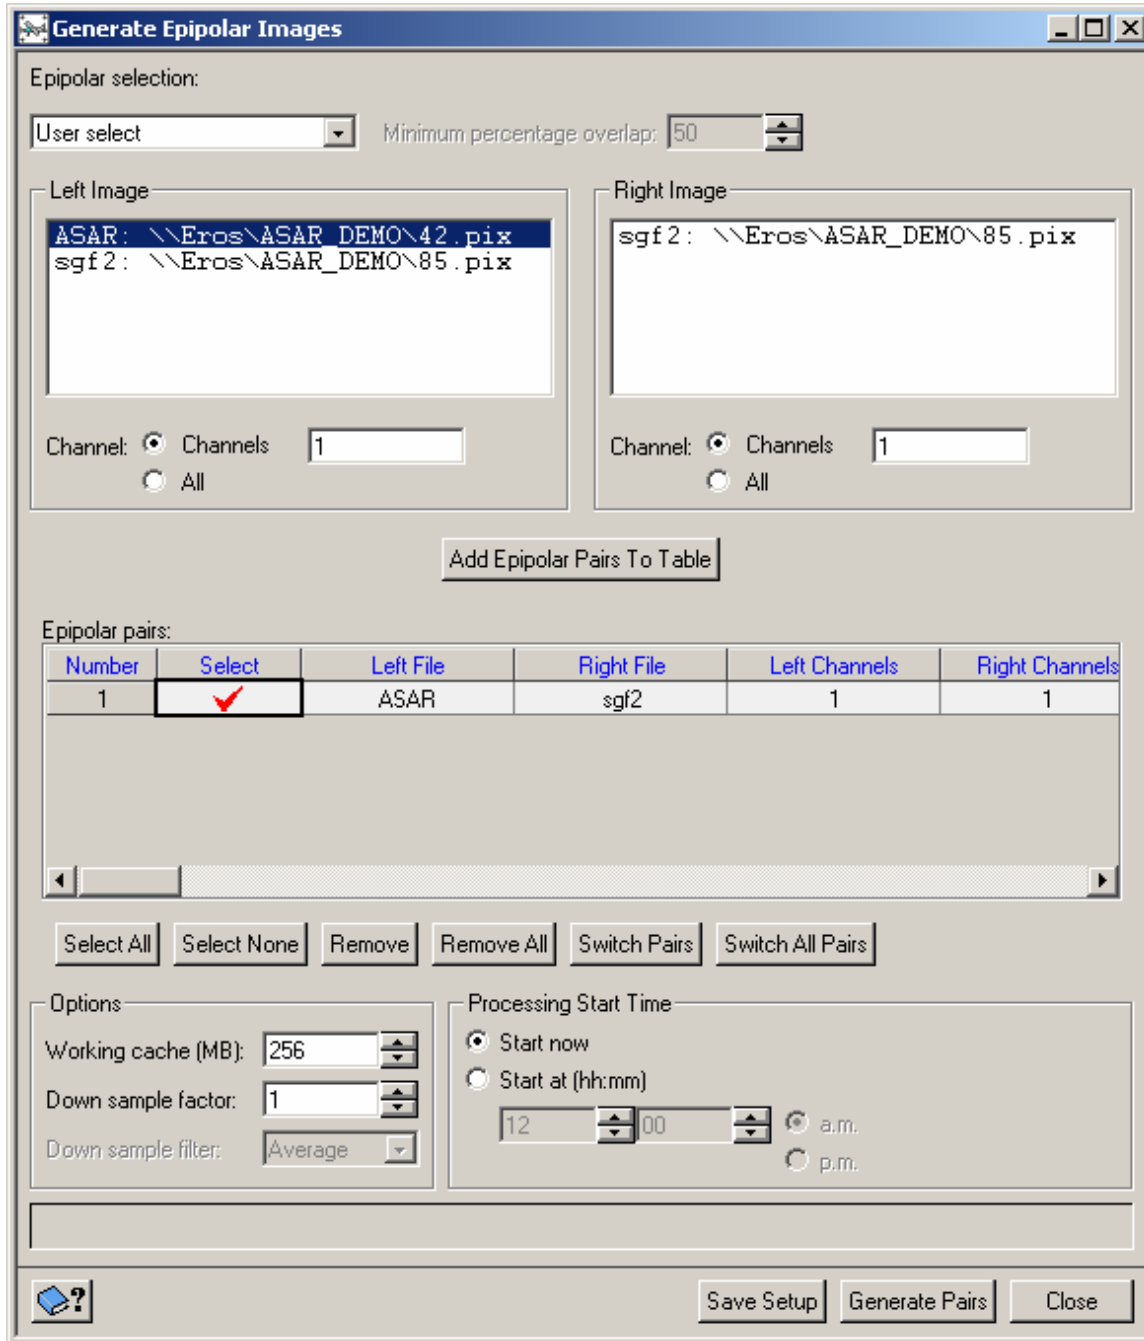 Generate Epipolar Images
Epipolar selection:
User select Minimum percentage overlap: 50
Left Image
ASAR: \\Eros\ASAR_DEMO\42.pix
sgf2: \\Eros\ASAR_DEMO\85.pix
Channel: Channels 1
All
Right Image
sgf2: \\Eros\ASAR_DEMO\85.pix
Channel: Channels 1
All
Add Epipolar Pairs To Table
Epipolar pairs:
Number Select Left File Right File Left Channels Right Channels
1 ASAR sgf2 1 1
Select All Select None Remove Remove All Switch Pairs Switch All Pairs
Options
Working cache (MB): 256
Down sample factor: 1
Down sample filter: Average
Processing Start Time
Start now
Start at (hh:mm)
12 00 a.m.
p.m.
?
Save Setup Generate Pairs Close